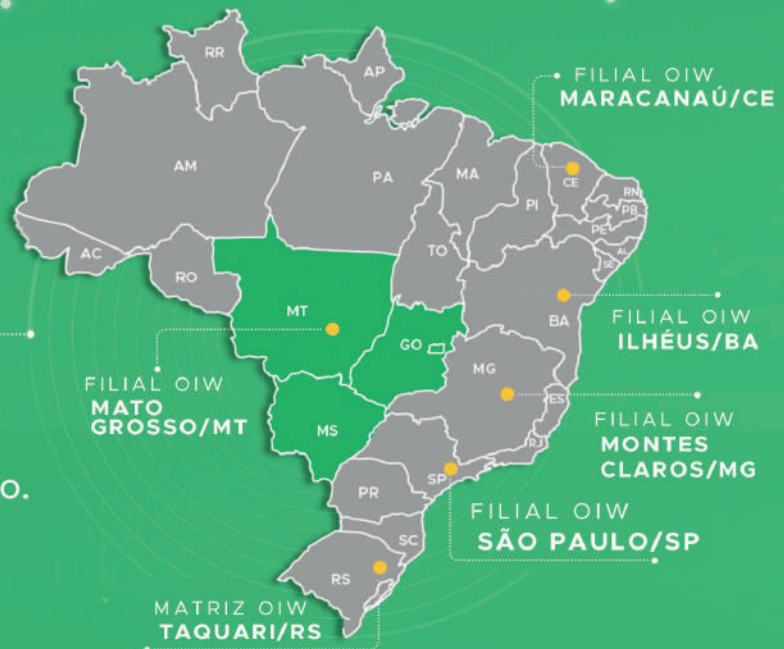 RR
AP
FILIAL OIW
MARACANAÚ/CE
AM
PA
MA
CE
RN
PI
PB
PE
AL
SE
AC
TO
RO
MT
BA
FILIAL OIW
ILHÉUS/BA
GO
MG
FILIAL OIW
MATO
GROSSO/MT
ES
FILIAL OIW
MONTES
CLAROS/MG
MS
RJ
SP
PR
O.
FILIAL OIW
SÃO PAULO/SP
SC
RS
MATRIZ OIW
TAQUARI/RS